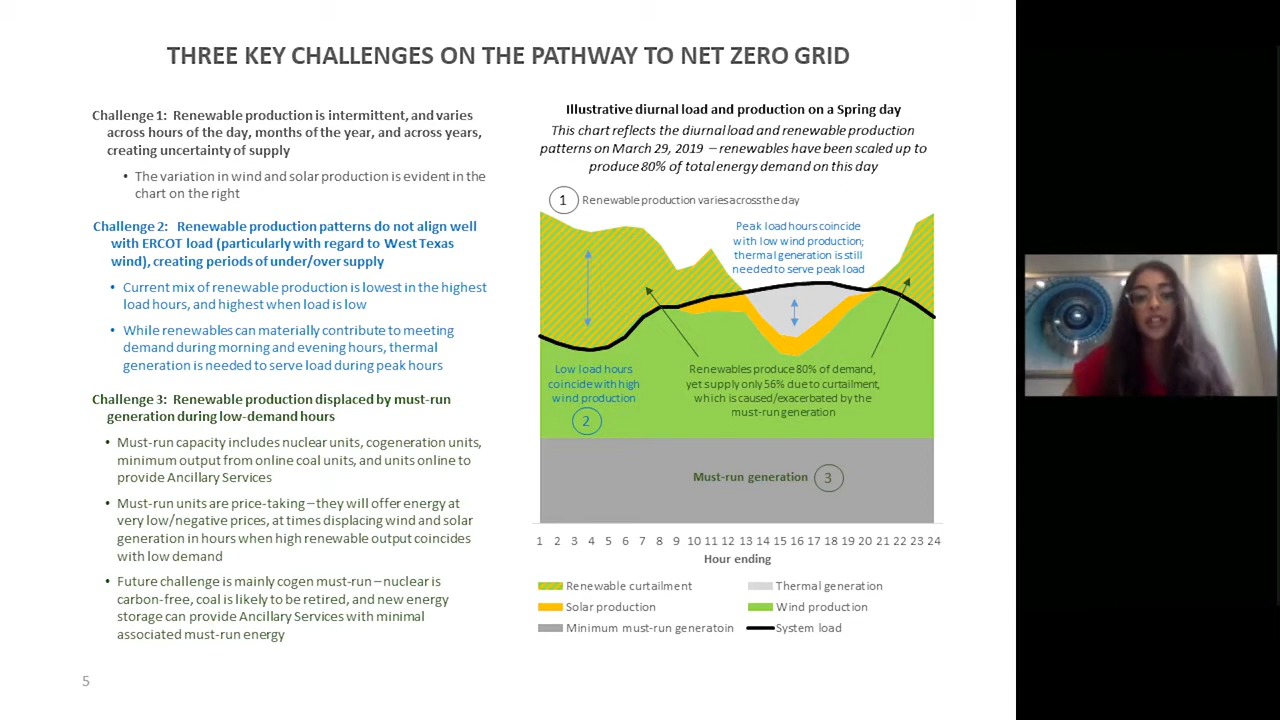 THREE KEY CHALLENGES ON THE PATHWAY TO NET ZERO GRID
Challenge 1: Renewable production is intermittent, and varies
across hours of the day, months of the year, and across years,
creating uncertainty of supply
• The variation in wind and solar production is evident in the
chart on the right
Challenge 2: Renewable production patterns do not align well
with ERCOT load (particularly with regard to West Texas
wind), creating periods of under/over supply
• Current mix of renewable production is lowest in the highest
load hours, and highest when load is low
• While renewables can materially contribute to meeting
demand during morning and evening hours, thermal
generation is needed to serve load during peak hours
Challenge 3: Renewable production displaced by must-run
generation during low-demand hours
• Must-run capacity includes nuclear units, cogeneration units,
minimum output from online coal units, and units online to
provide Ancillary Services
• Must-run units are price-taking – they will offer energy at
very low/negative prices, at times displacing wind and solar
generation in hours when high renewable output coincides
with low demand
• Future challenge is mainly cogen must-run – nuclear is
carbon-free, coal is likely to be retired, and new energy
storage can provide Ancillary Services with minimal
associated must-run energy
5
Illustrative diurnal load and production on a Spring day
This chart reflects the diurnal load and renewable production
patterns on March 29, 2019 – renewables have been scaled up to
produce 80% of total energy demand on this day
1 Renewable production varies across the day
Peak load hours coincide
with low wind production;
thermal generation is still
needed to serve peak load
Low load hours
coincide with high
wind production
2
Renewables produce 80% of demand,
yet supply only 56% due to curtailment,
which is caused/exacerbated by the
must-run generation
Must-run generation 3
1 2 3 4 5 6 7 8 9 10 11 12 13 14 15 16 17 18 19 20 21 22 23 24
Hour ending
Renewable curtailment
Thermal generation
Solar production
Wind production
Minimum must-run generatoin
System load